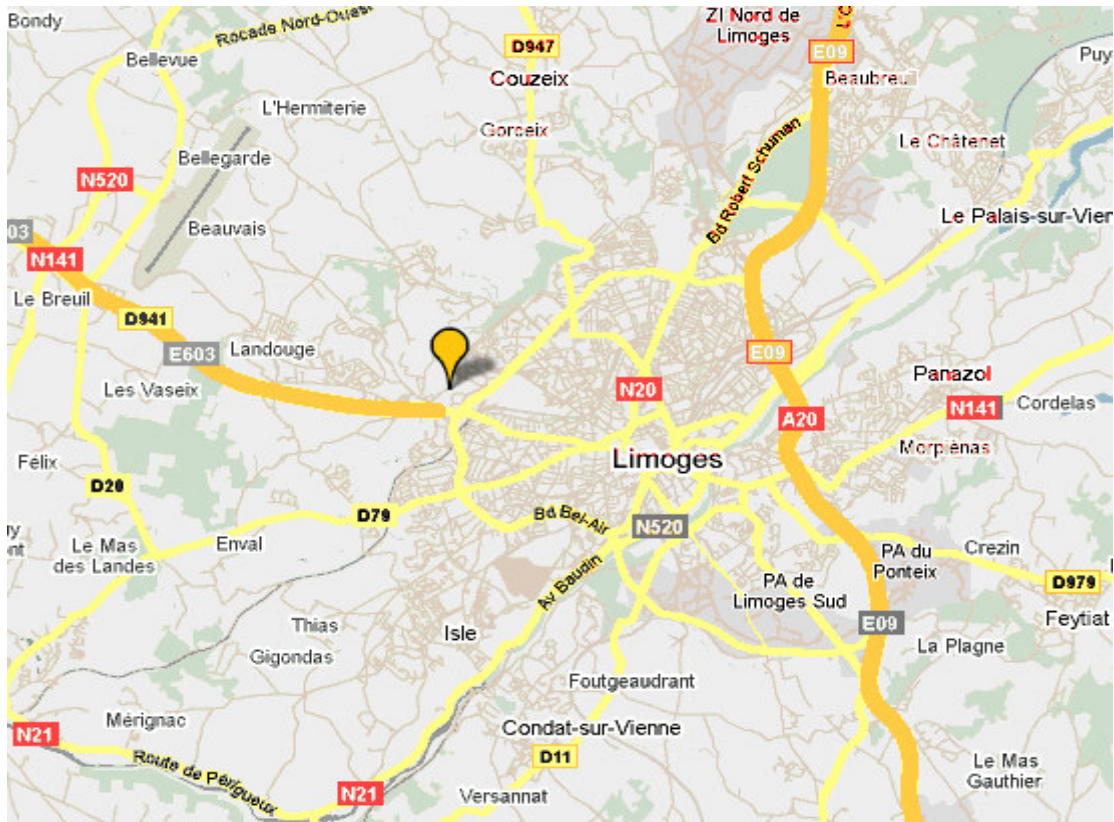 Bondy
Rocade Nord-Ouest
Bellevue
D947
Couzeix
ZI Nord de
Limoges
E09
Beaubreuil
L'Hermiterie
Gorceix
Bellegarde
Bd Robert Schuman
Le Châtenet
N520
Beauvais
Le Palais-sur-Vien
N141
Le Breuil
D941
E603
Landouge
Les Vaseix
E09
N20
Panazol
N141
Cordelas
A20
Morpiénas
Limoges
Félix
D20
D79
Bd Bel-Air
N520
Le Mas
des Landes
Enval
Av Baudin
PA du
Ponteix
Crezin
D979
PA de
Limoges Sud
Thias
Isle
E09
Feytiat
Gigondas
La Plagne
Foutgeaudrant
Mérignac
N21
Condat-sur-Vienne
Route de Périgueux
D11
Le Mas
Gauthier
N21
Versannat